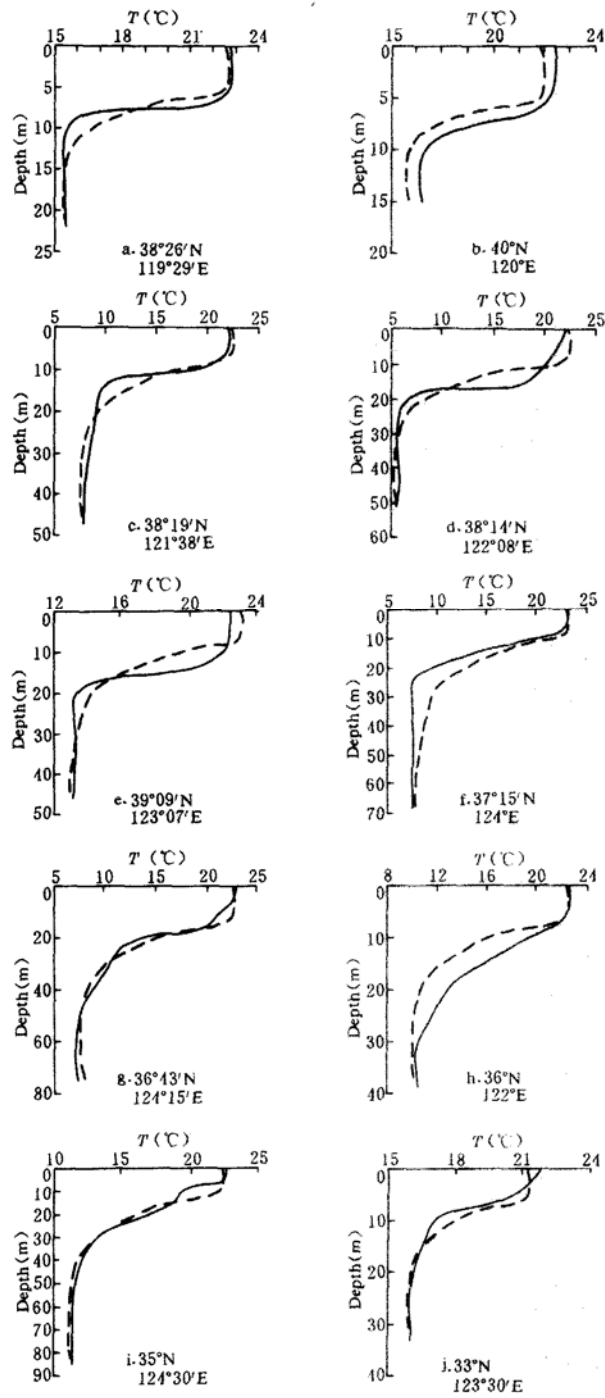 T (℃)
15 18 21 24
0
5
10
15
20
25
Depth (m)
a. 38°26′N
119°29′E
T (℃)
15 20 25
0
5
10
15
20
Depth (m)
b. 40°N
120°E
T (℃)
5 10 15 20 25
0
10
20
30
40
50
Depth (m)
c. 38°19′N
121°38′E
T (℃)
5 10 15 20 25
0
10
20
30
40
50
60
Depth (m)
d. 38°14′N
122°08′E
T (℃)
12 16 20 24
0
10
20
30
40
50
Depth (m)
e. 39°09′N
123°07′E
T (℃)
5 10 15 20 25
0
10
20
30
40
50
60
70
Depth (m)
f. 37°15′N
124°E
T (℃)
5 10 15 20 25
0
20
40
60
80
Depth (m)
g. 36°43′N
124°15′E
T (℃)
8 12 16 20 24
0
10
20
30
40
Depth (m)
h. 36°N
122°E
T (℃)
10 15 20 25
0
10
20
30
40
50
60
70
80
90
Depth (m)
i. 35°N
124°30′E
T (℃)
15 18 21 24
0
10
20
30
40
Depth (m)
j. 33°N
123°30′E